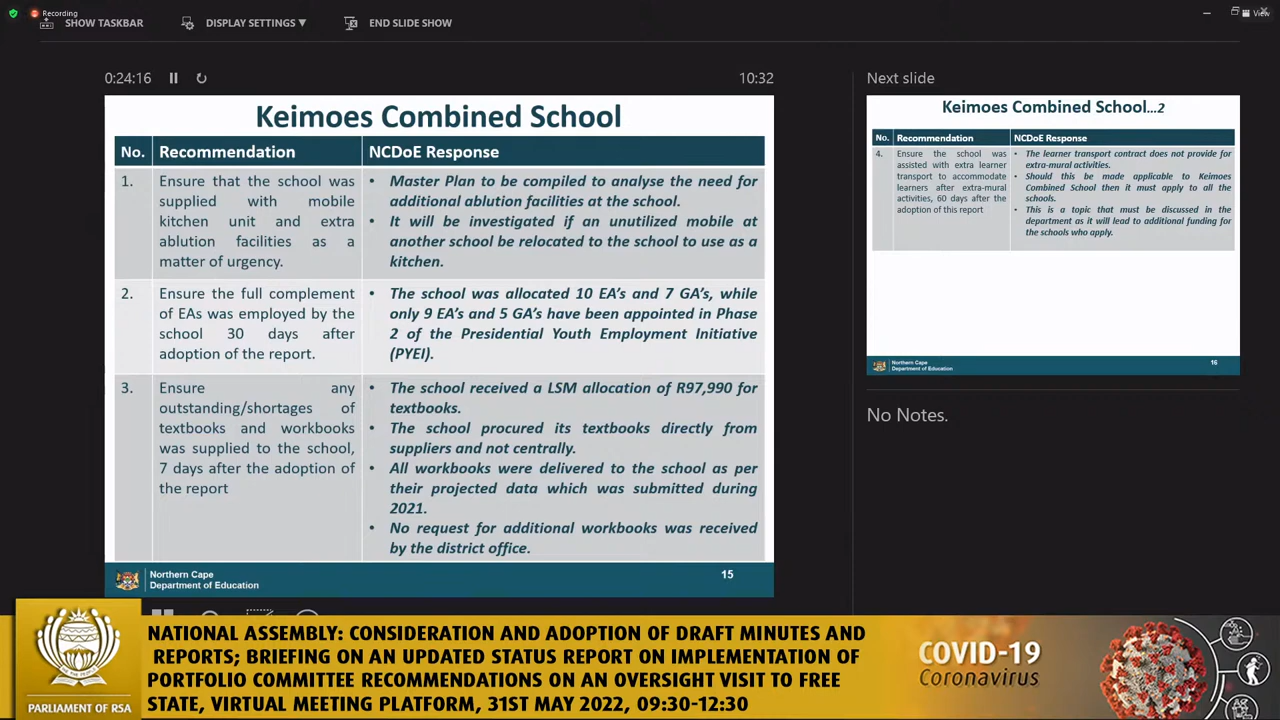 Recording
SHOW TASKBAR
DISPLAY SETTINGS ▼
END SLIDE SHOW
View
0:24:16
10:32
Keimoes Combined School
No. Recommendation NCDoE Response
1. Ensure that the school was
supplied with mobile
kitchen unit and extra
ablution facilities as a
matter of urgency.
• Master Plan to be compiled to analyse the need for
additional ablution facilities at the school.
• It will be investigated if an unutilized mobile at
another school be relocated to the school to use as a
kitchen.
2. Ensure the full complement
of EAs was employed by the
school 30 days after
adoption of the report.
• The school was allocated 10 EA's and 7 GA's, while
only 9 EA's and 5 GA's have been appointed in Phase
2 of the Presidential Youth Employment Initiative
(PYEI).
3. Ensure any
outstanding/shortages of
textbooks and workbooks
was supplied to the school,
7 days after the adoption of
the report
• The school received a LSM allocation of R97,990 for
textbooks.
• The school procured its textbooks directly from
suppliers and not centrally.
• All workbooks were delivered to the school as per
their projected data which was submitted during
2021.
• No request for additional workbooks was received
by the district office.
Northern Cape
Department of Education
15
Next slide
Keimoes Combined School...2
No. Recommendation NCDoE Response
4. Ensure the school was
assisted with extra learner
transport to accommodate
learners after extra-mural
activities, 60 days after the
adoption of this report
• The learner transport contract does not provide for
extra-mural activities.
• Should this be made applicable to Keimoes
Combined School then it must apply to all the
schools.
• This is a topic that must be discussed in the
department as it will lead to additional funding for
the schools who apply.
Northern Cape
Department of Education
16
No Notes.
PARLIAMENT OF RSA
NATIONAL ASSEMBLY: CONSIDERATION AND ADOPTION OF DRAFT MINUTES AND
REPORTS; BRIEFING ON AN UPDATED STATUS REPORT ON IMPLEMENTATION OF
PORTFOLIO COMMITTEE RECOMMENDATIONS ON AN OVERSIGHT VISIT TO FREE
STATE, VIRTUAL MEETING PLATFORM, 31ST MAY 2022, 09:30-12:30
COVID-19
Coronavirus